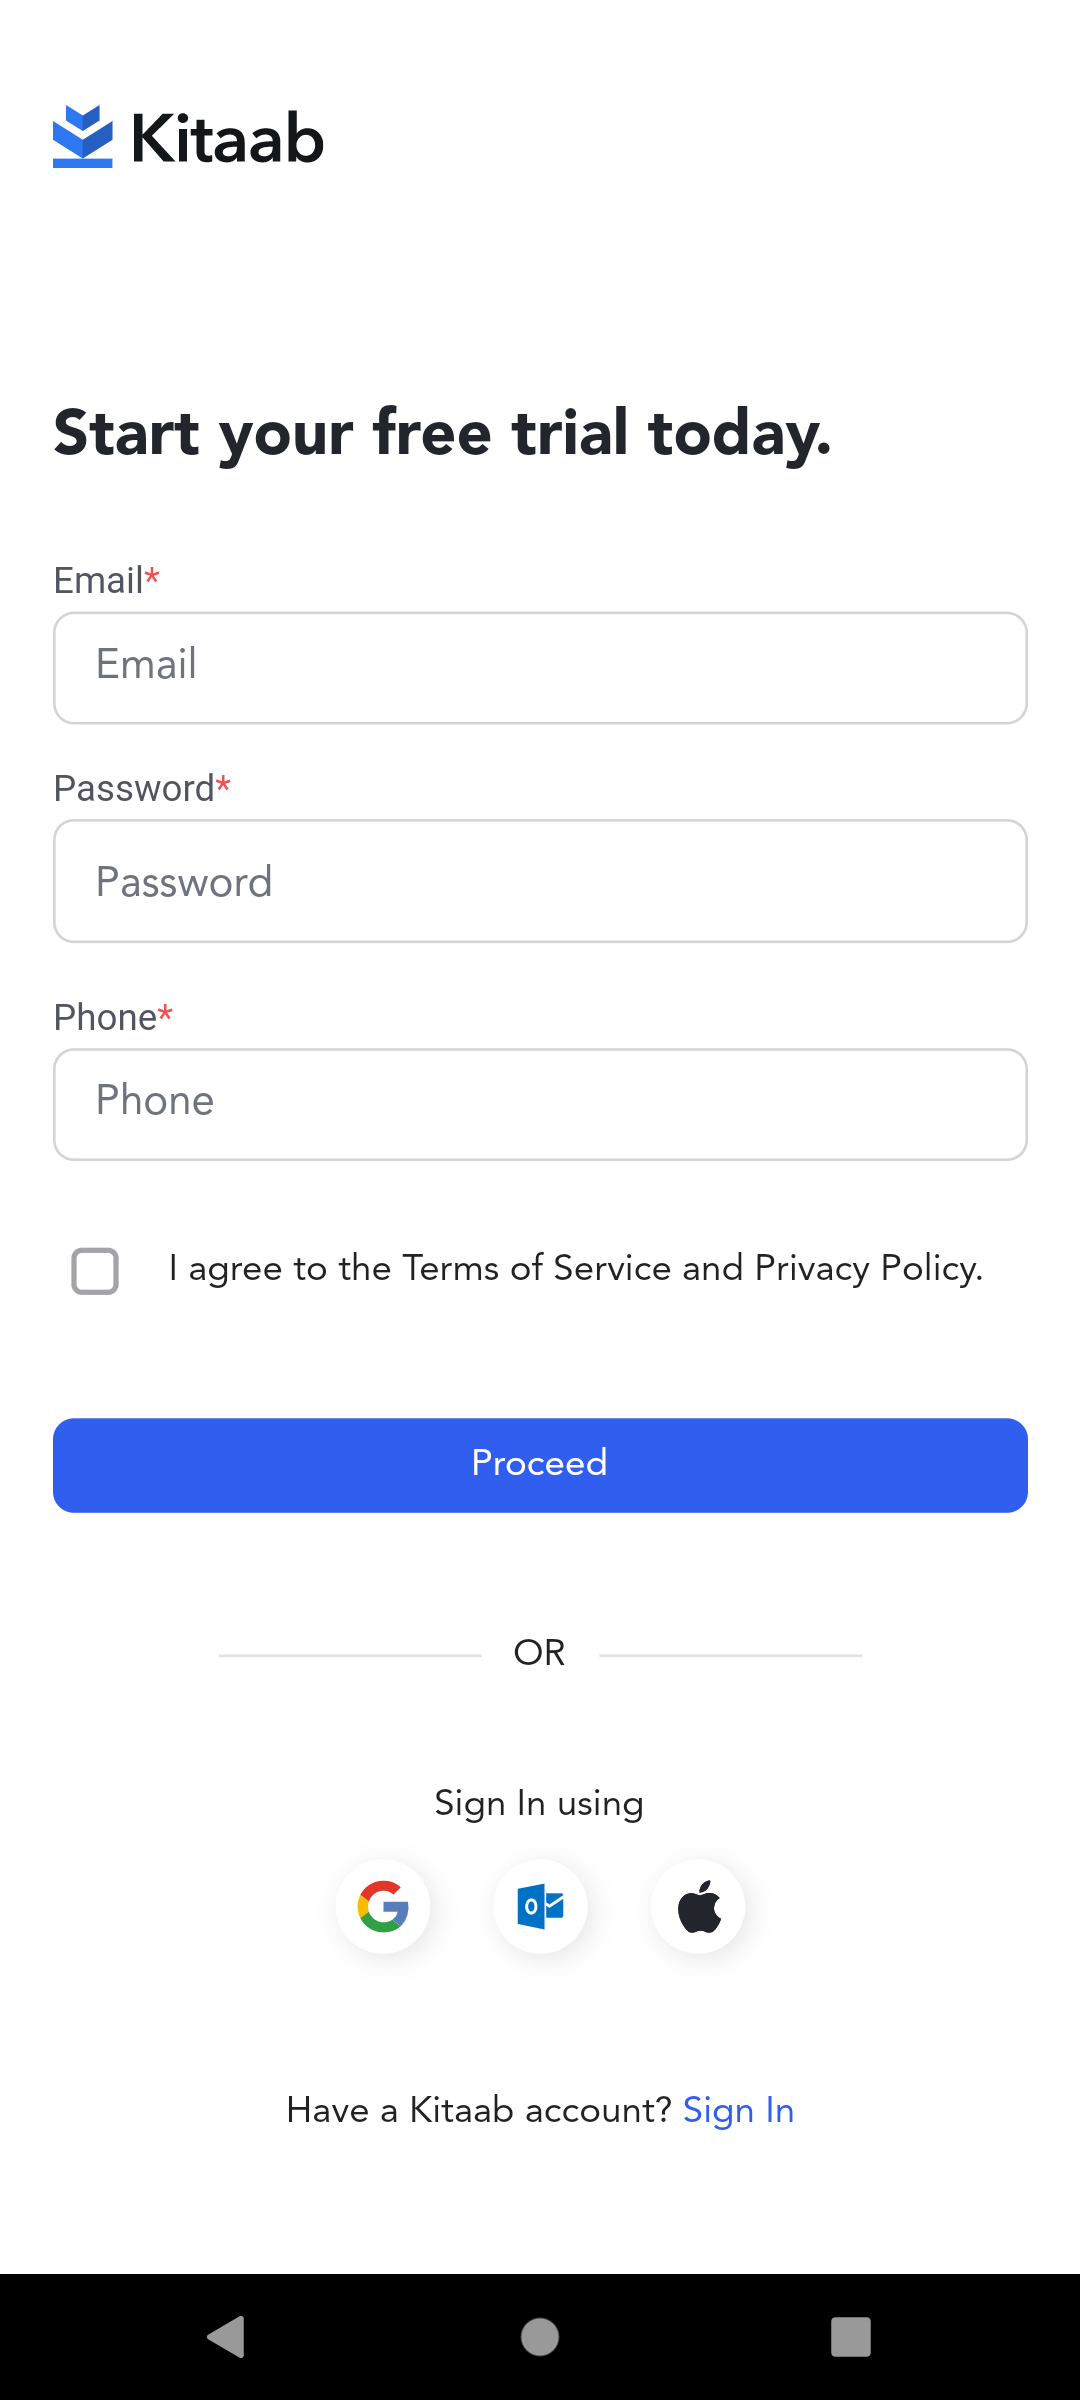 Kitaab
Start your free trial today.
Email*
Email
Password*
Password
Phone*
Phone
I agree to the Terms of Service and Privacy Policy.
Proceed
OR
Sign In using
Have a Kitaab account? Sign In